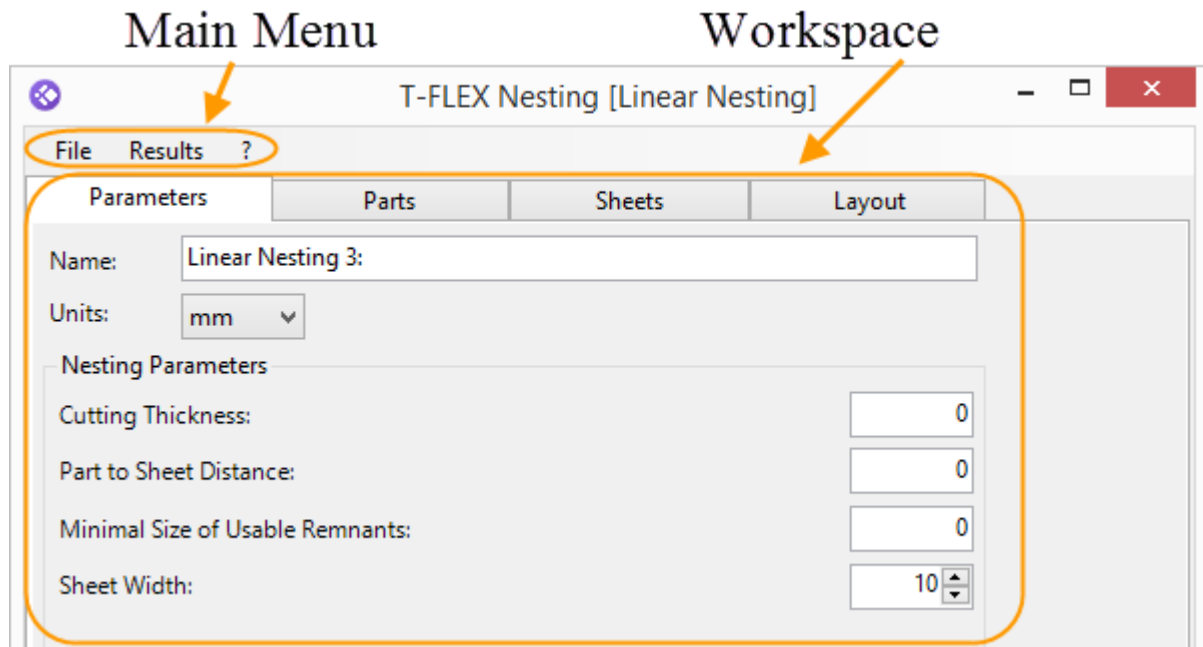 Main Menu Workspace
T-FLEX Nesting [Linear Nesting]
File Results ?
Parameters Parts Sheets Layout
Name: Linear Nesting 3:
Units: mm
Nesting Parameters
Cutting Thickness: 0
Part to Sheet Distance: 0
Minimal Size of Usable Remnants: 0
Sheet Width: 10